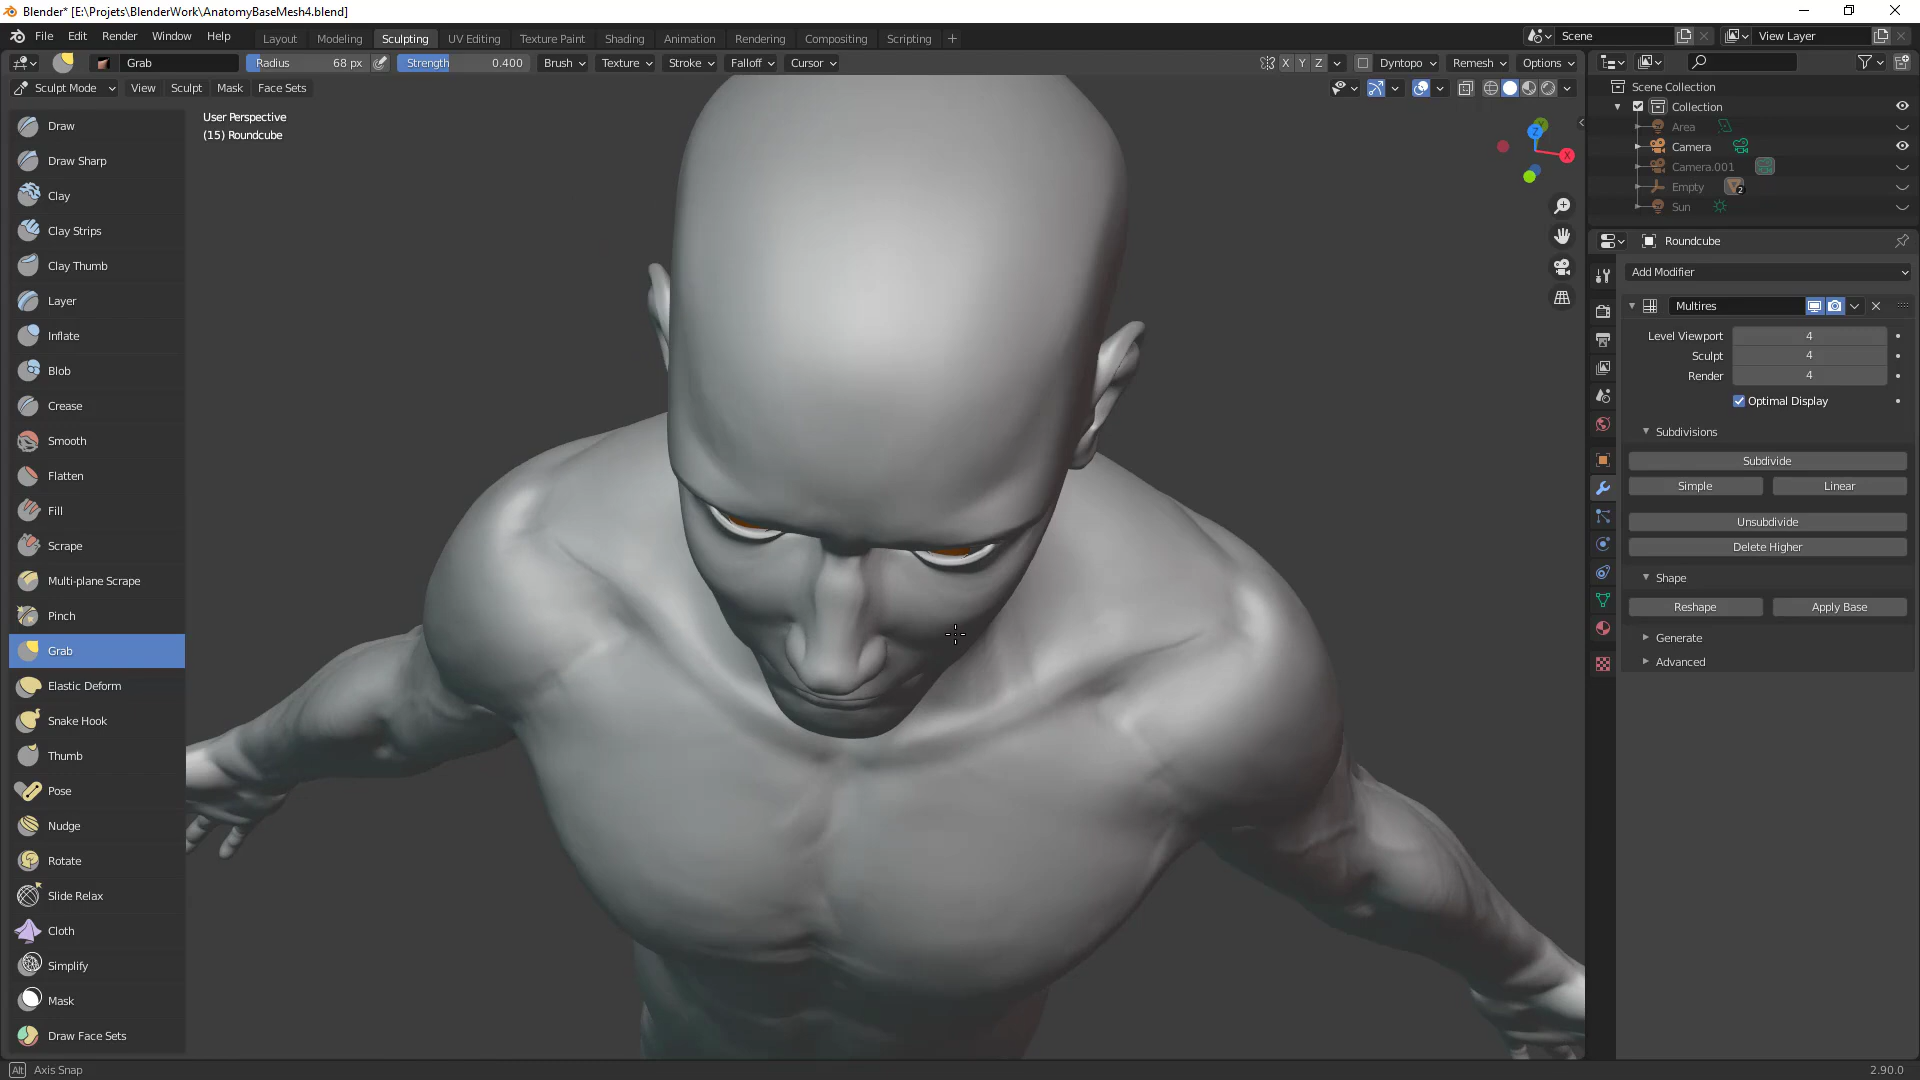 Blender* [E:\Projets\BlenderWork\AnatomyBaseMesh4.blend]
File Edit Render Window Help Layout Modeling Sculpting UV Editing Texture Paint Shading Animation Rendering Compositing Scripting + Scene View Layer
Grab Radius 68 px Strength 0.400 Brush Texture Stroke Falloff Cursor X Y Z Dyntopo Remesh Options
Sculpt Mode View Sculpt Mask Face Sets
User Perspective
(15) Roundcube
Draw
Draw Sharp
Clay
Clay Strips
Clay Thumb
Layer
Inflate
Blob
Crease
Smooth
Flatten
Fill
Scrape
Multi-plane Scrape
Pinch
Grab
Elastic Deform
Snake Hook
Thumb
Pose
Nudge
Rotate
Slide Relax
Cloth
Simplify
Mask
Draw Face Sets
Y
Z
X
Scene Collection
Collection
Area
Camera
Camera.001
Empty 2
Sun
Roundcube
Add Modifier
Multires
Level Viewport 4
Sculpt 4
Render 4
Optimal Display
Subdivisions
Subdivide
Simple Linear
Unsubdivide
Delete Higher
Shape
Reshape Apply Base
Generate
Advanced
Alt Axis Snap
2.90.0